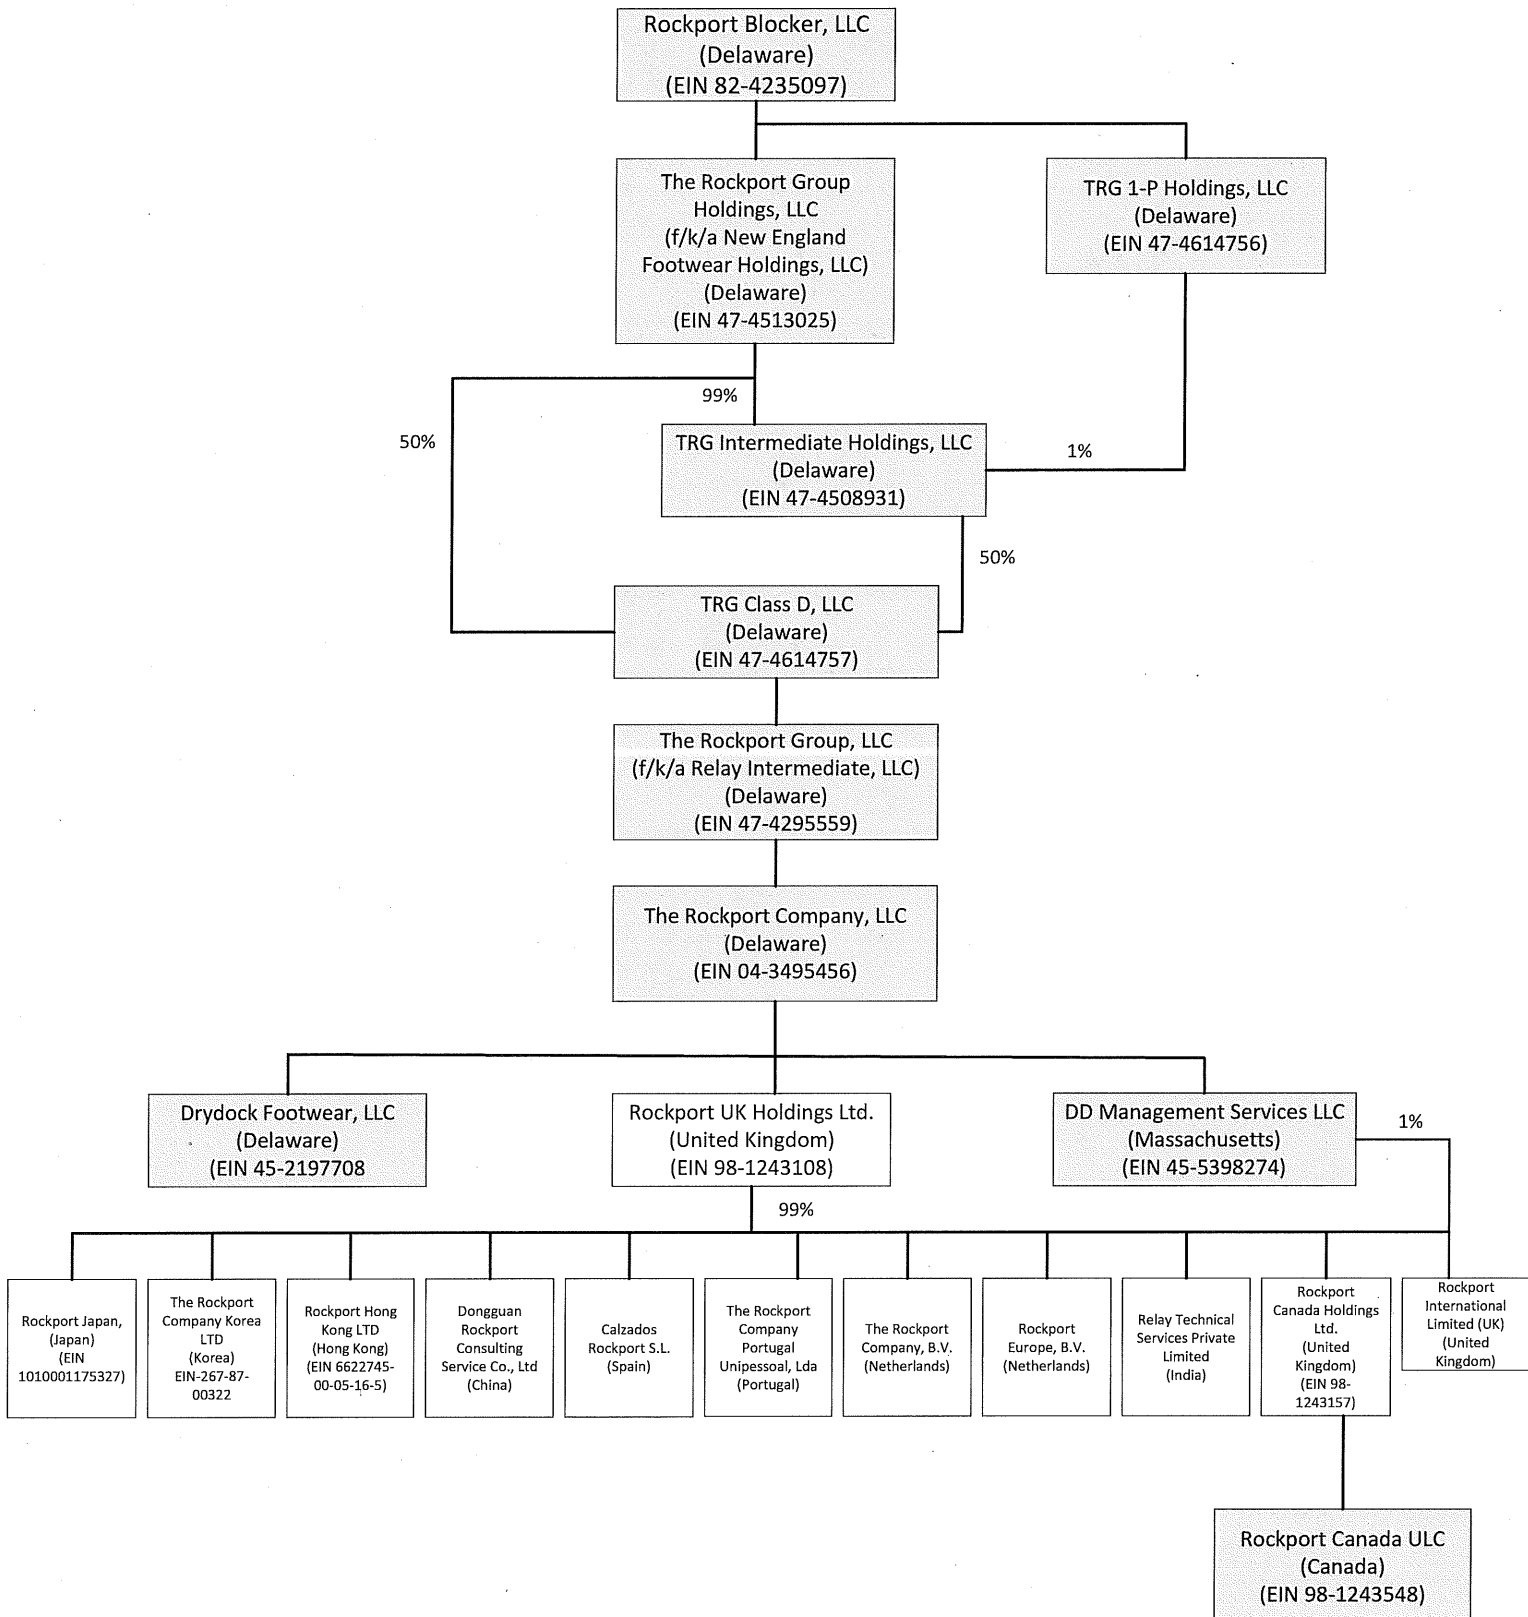 Rockport Blocker, LLC
(Delaware)
(EIN 82-4235097)
The Rockport Group
Holdings, LLC
(f/k/a New England
Footwear Holdings, LLC)
(Delaware)
(EIN 47-4513025)
TRG 1-P Holdings, LLC
(Delaware)
(EIN 47-4614756)
99%
50%
TRG Intermediate Holdings, LLC
(Delaware)
(EIN 47-4508931)
1%
50%
TRG Class D, LLC
(Delaware)
(EIN 47-4614757)
The Rockport Group, LLC
(f/k/a Relay Intermediate, LLC)
(Delaware)
(EIN 47-4295559)
The Rockport Company, LLC
(Delaware)
(EIN 04-3495456)
Drydock Footwear, LLC
(Delaware)
(EIN 45-2197708
Rockport UK Holdings Ltd.
(United Kingdom)
(EIN 98-1243108)
DD Management Services LLC
(Massachusetts)
(EIN 45-5398274)
1%
99%
Rockport Japan,
(Japan)
(EIN
1010001175327)
The Rockport
Company Korea
LTD
(Korea)
EIN-267-87-
00322
Rockport Hong
Kong LTD
(Hong Kong)
(EIN 6622745-
00-05-16-5)
Dongguan
Rockport
Consulting
Service Co., Ltd
(China)
Calzados
Rockport S.L.
(Spain)
The Rockport
Company
Portugal
Unipessoal, Lda
(Portugal)
The Rockport
Company, B.V.
(Netherlands)
Rockport
Europe, B.V.
(Netherlands)
Relay Technical
Services Private
Limited
(India)
Rockport
Canada Holdings
Ltd.
(United
Kingdom)
(EIN 98-
1243157)
Rockport
International
Limited (UK)
(United
Kingdom)
Rockport Canada ULC
(Canada)
(EIN 98-1243548)